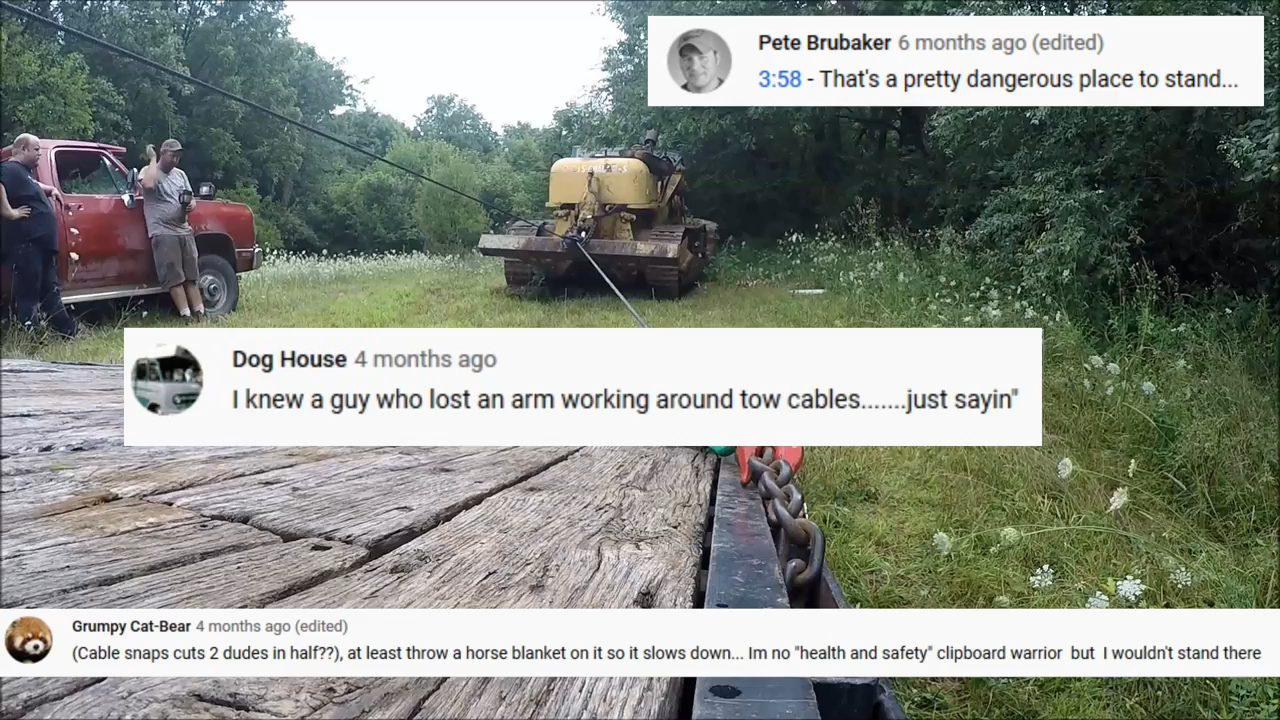 Pete Brubaker 6 months ago (edited)
3:58 - That's a pretty dangerous place to stand...
Dog House 4 months ago
I knew a guy who lost an arm working around tow cables.......just sayin"
Grumpy Cat-Bear 4 months ago (edited)
(Cable snaps cuts 2 dudes in half??), at least throw a horse blanket on it so it slows down... Im no "health and safety" clipboard warrior but I wouldn't stand there